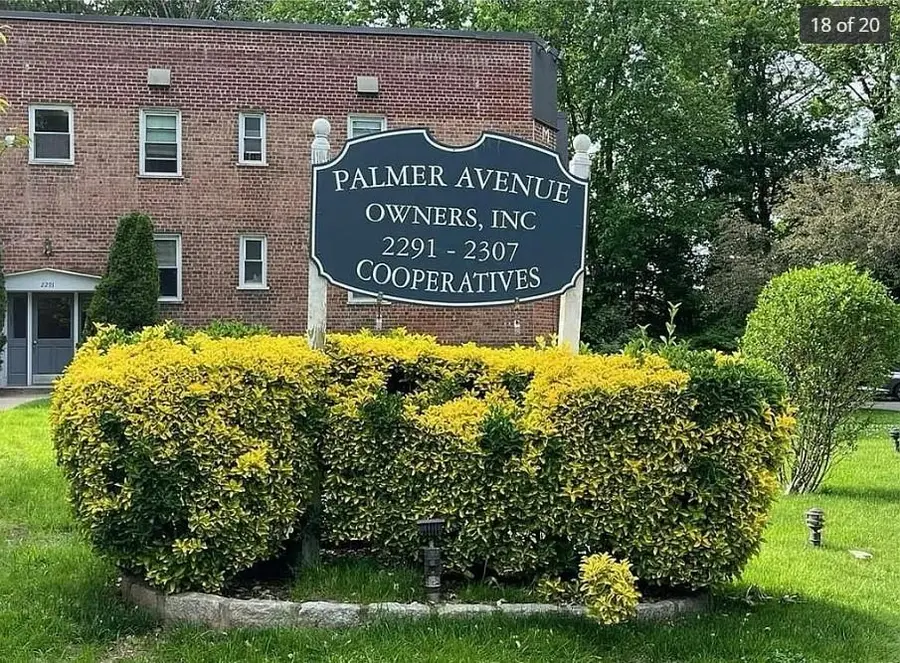 18 of 20
PALMER AVENUE
OWNERS, INC
2291 - 2307
COOPERATIVES